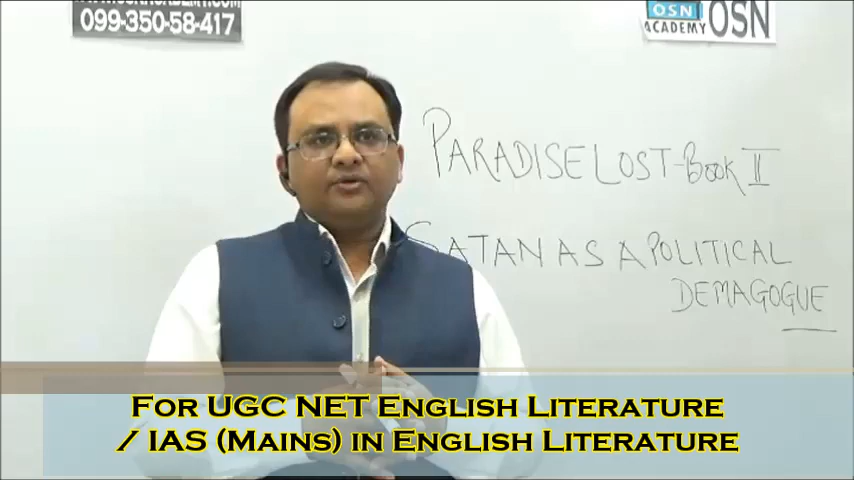 099-350-58-417
OSN
ACADEMY
OSN
PARADISE LOST-BOOK II
SATAN AS A POLITICAL
DEMAGOGUE
FOR UGC NET ENGLISH LITERATURE
/ IAS (MAINS) IN ENGLISH LITERATURE